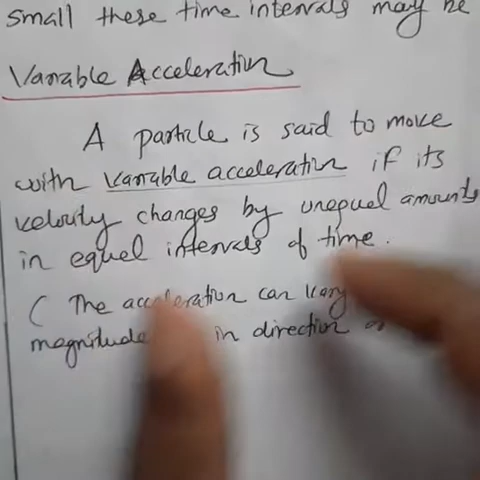 small these time intervals may be
Variable Acceleration
A particle is said to move
with variable acceleration if its
velocity changes by unequal amounts
in equal intervals of time.
( The acceleration can vary
magnitude in direction